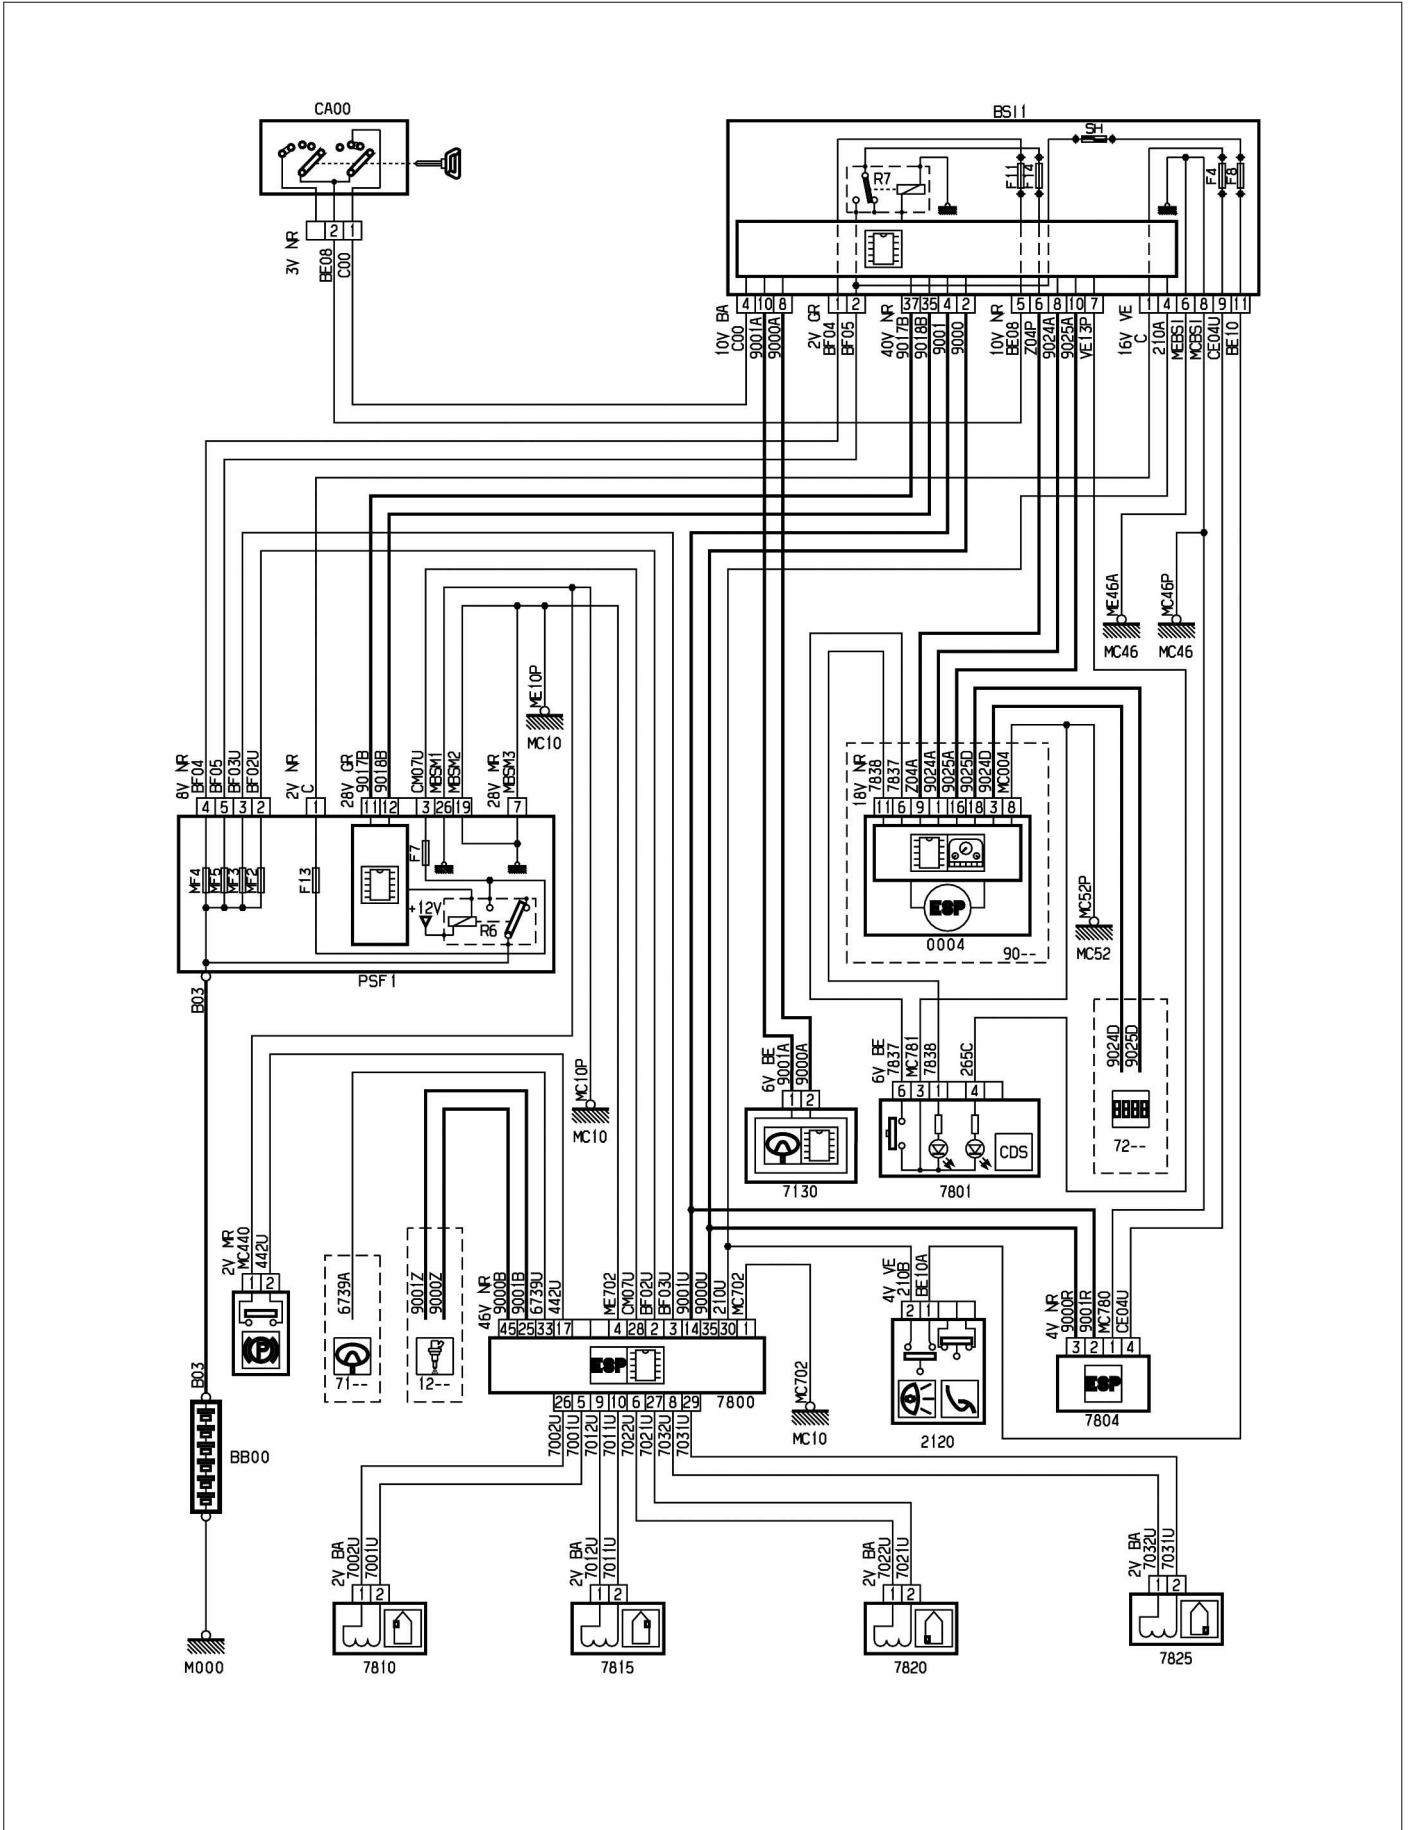 CA00
BSI1
SH
R7
F11
F14
F4
F8
2 1
3V NR
BE08
C00
4 10 8
1 2
37 35 4 2
5 6 8 10 7
1 4 6 8 9 11
10V BA
C00
9001A
9000A
2V GR
BF04
BF05
40V NR
9017B
9018B
9001
9000
10V NR
BE08
Z04P
9024A
9025A
VE13P
16V VE
C
210A
MEBSI
MCBSI
CE04U
BE10
ME46A
MC46P
MC46
MC46
ME10P
MC10
8V NR
BF04
BF05
BF03U
BF02U
2V NR
C
28V GR
9017B
9018B
CM07U
MBSM1
MBSM2
28V MR
MBSM3
4 5 3 2
1
11 12
3 26 19
7
MF4
MF5
MF3
MF2
F13
F7
+12V
R6
PSF1
18V NR
7838
7837
Z04A
9024A
9025A
9025D
9024D
MC004
11 6 9 1 16 18 3 8
ESP
0004
90--
MC52P
MC52
B03
MC10P
MC10
6V BE
9001A
9000A
1 2
7130
6V BE
7837
MC781
7838
265C
6 3 1 4
CDS
7801
9024D
9025D
72--
2V MR
MC440
442U
1 2
P
6739A
71--
9001Z
9000Z
12--
46V NR
9000B
9001B
6739U
442U
ME702
CM07U
BF02U
BF03U
9001U
9000U
210U
MC702
45 25 33 17 4 28 2 3 14 35 30 1
ESP
7800
26 5 9 10 6 27 8 29
7002U
7001U
7012U
7011U
7022U
7021U
7032U
7031U
MC702
MC10
4V VE
210B
BE10A
2 1
2120
4V NR
9000R
9001R
MC780
CE04U
3 2 1 4
ESP
7804
B03
BB00
M000
2V BA
7002U
7001U
1 2
7810
2V BA
7012U
7011U
1 2
7815
2V BA
7022U
7021U
1 2
7820
2V BA
7032U
7031U
1 2
7825